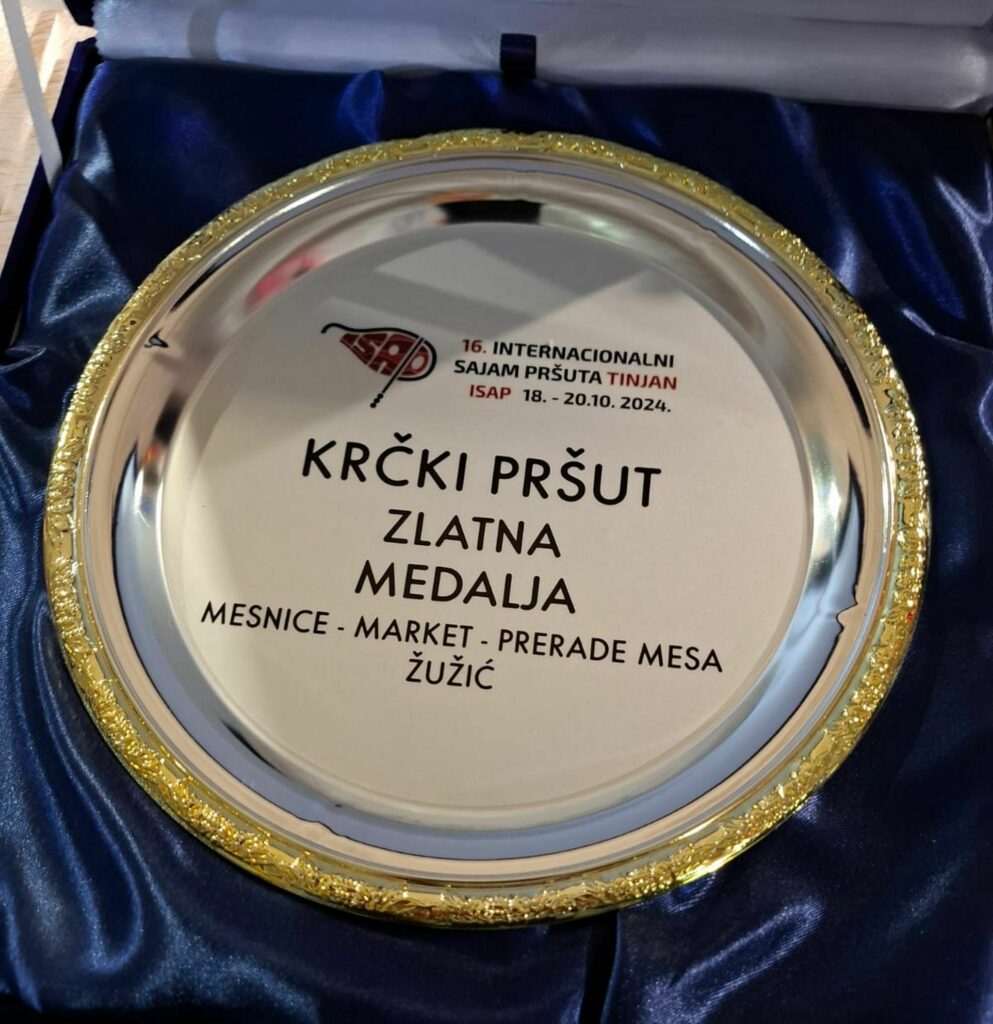 ISAP
16. INTERNACIONALNI
SAJAM PRŠUTA TINJAN
ISAP 18. - 20.10. 2024.
KRČKI PRŠUT
ZLATNA
MEDALJA
MESNICE - MARKET - PRERADE MESA
ŽUŽIĆ